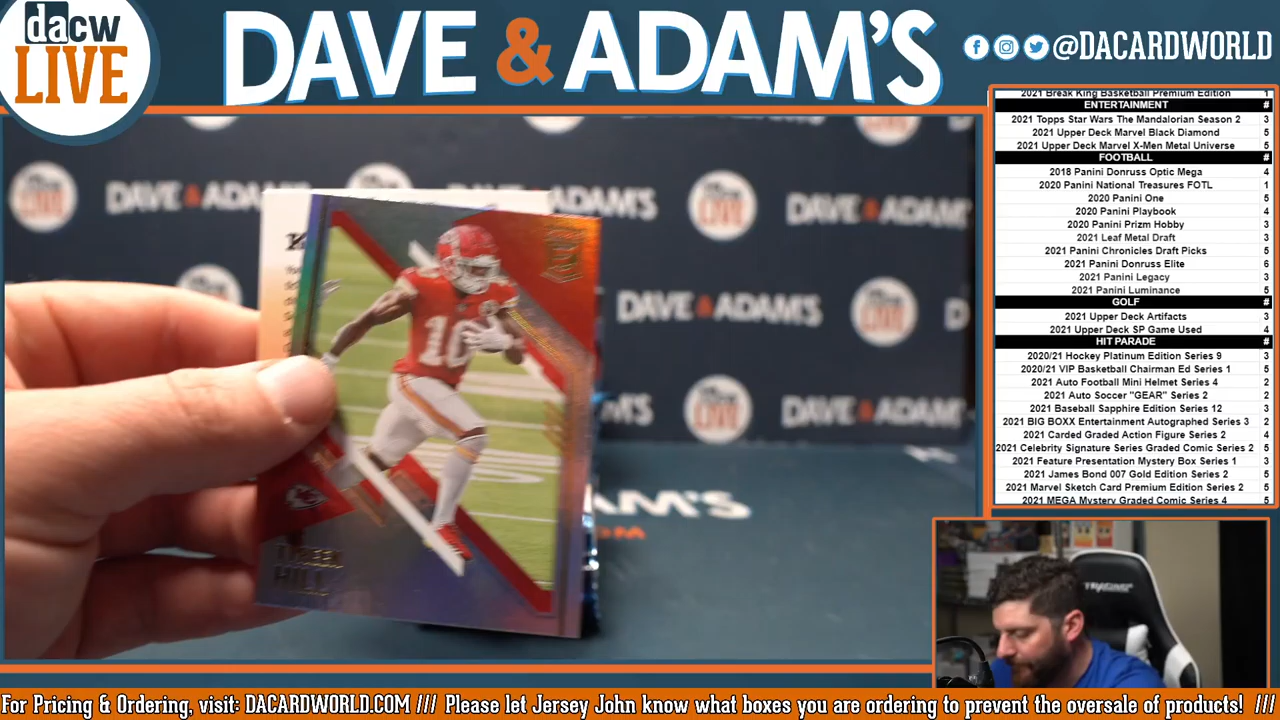 dacw
LIVE
DAVE & ADAM'S
@DACARDWORLD
2021 Break King Basketball Premium Edition 1
ENTERTAINMENT #
2021 Topps Star Wars The Mandalorian Season 2 3
2021 Upper Deck Marvel Black Diamond 5
2021 Upper Deck Marvel X-Men Metal Universe 5
FOOTBALL #
2018 Panini Donruss Optic Mega 4
2020 Panini National Treasures FOTL 1
2020 Panini One 5
2020 Panini Playbook 4
2020 Panini Prizm Hobby 3
2021 Leaf Metal Draft 3
2021 Panini Chronicles Draft Picks 5
2021 Panini Donruss Elite 6
2021 Panini Legacy 3
2021 Panini Luminance 5
GOLF #
2021 Upper Deck Artifacts 3
2021 Upper Deck SP Game Used 4
HIT PARADE #
2020/21 Hockey Platinum Edition Series 9 3
2020/21 VIP Basketball Chairman Ed Series 1 5
2021 Auto Football Mini Helmet Series 4 2
2021 Auto Soccer "GEAR" Series 2 2
2021 Baseball Sapphire Edition Series 12 3
2021 BIG BOXX Entertainment Autographed Series 3 2
2021 Carded Graded Action Figure Series 2 4
2021 Celebrity Signature Series Graded Comic Series 2 5
2021 Feature Presentation Mystery Box Series 1 3
2021 James Bond 007 Gold Edition Series 2 5
2021 Marvel Sketch Card Premium Edition Series 2 5
2021 MEGA Mystery Graded Comic Series 4 5
DAVE & ADAM'S
DAVE & ADAM'S
DAVE & ADAM'S
ELITE
10
TYREEK
HILL
AM'S
.COM
For Pricing & Ordering, visit: DACARDWORLD.COM /// Please let Jersey John know what boxes you are ordering to prevent the oversale of products! ///